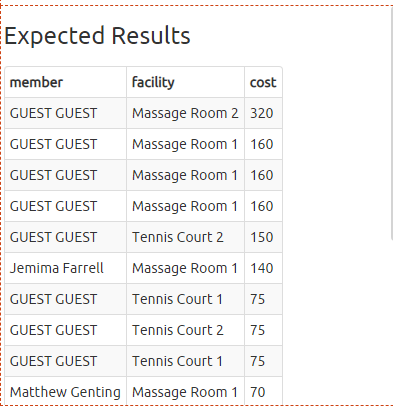 Expected Results
member facility cost
GUEST GUEST Massage Room 2 320
GUEST GUEST Massage Room 1 160
GUEST GUEST Massage Room 1 160
GUEST GUEST Massage Room 1 160
GUEST GUEST Tennis Court 2 150
Jemima Farrell Massage Room 1 140
GUEST GUEST Tennis Court 1 75
GUEST GUEST Tennis Court 2 75
GUEST GUEST Tennis Court 1 75
Matthew Genting Massage Room 1 70